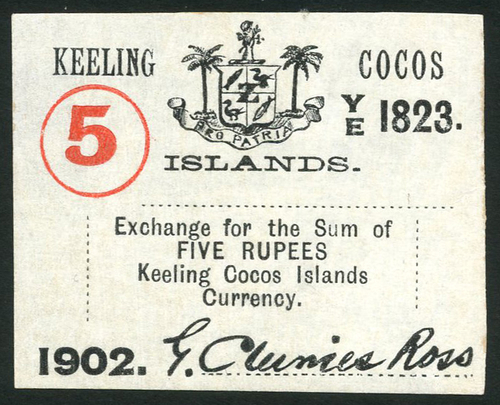 KEELING COCOS
5
YE 1823.
PRO PATRIA
ISLANDS.
Exchange for the Sum of
FIVE RUPEES
Keeling Cocos Islands
Currency.
1902. G. Clunies Ross